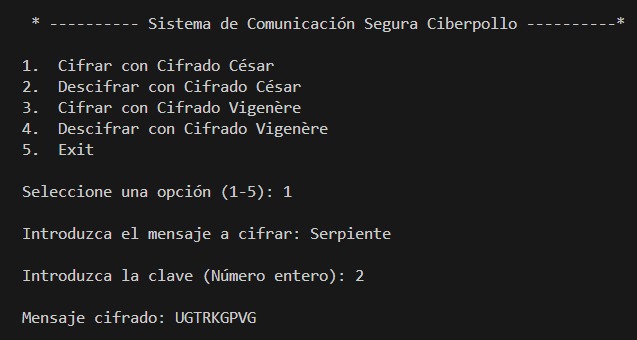 * ---------- Sistema de Comunicación Segura Ciberpollo ----------*
1. Cifrar con Cifrado César
2. Descifrar con Cifrado César
3. Cifrar con Cifrado Vigenère
4. Descifrar con Cifrado Vigenère
5. Exit
Seleccione una opción (1-5): 1
Introduzca el mensaje a cifrar: Serpiente
Introduzca la clave (Número entero): 2
Mensaje cifrado: UGTRKGPVG